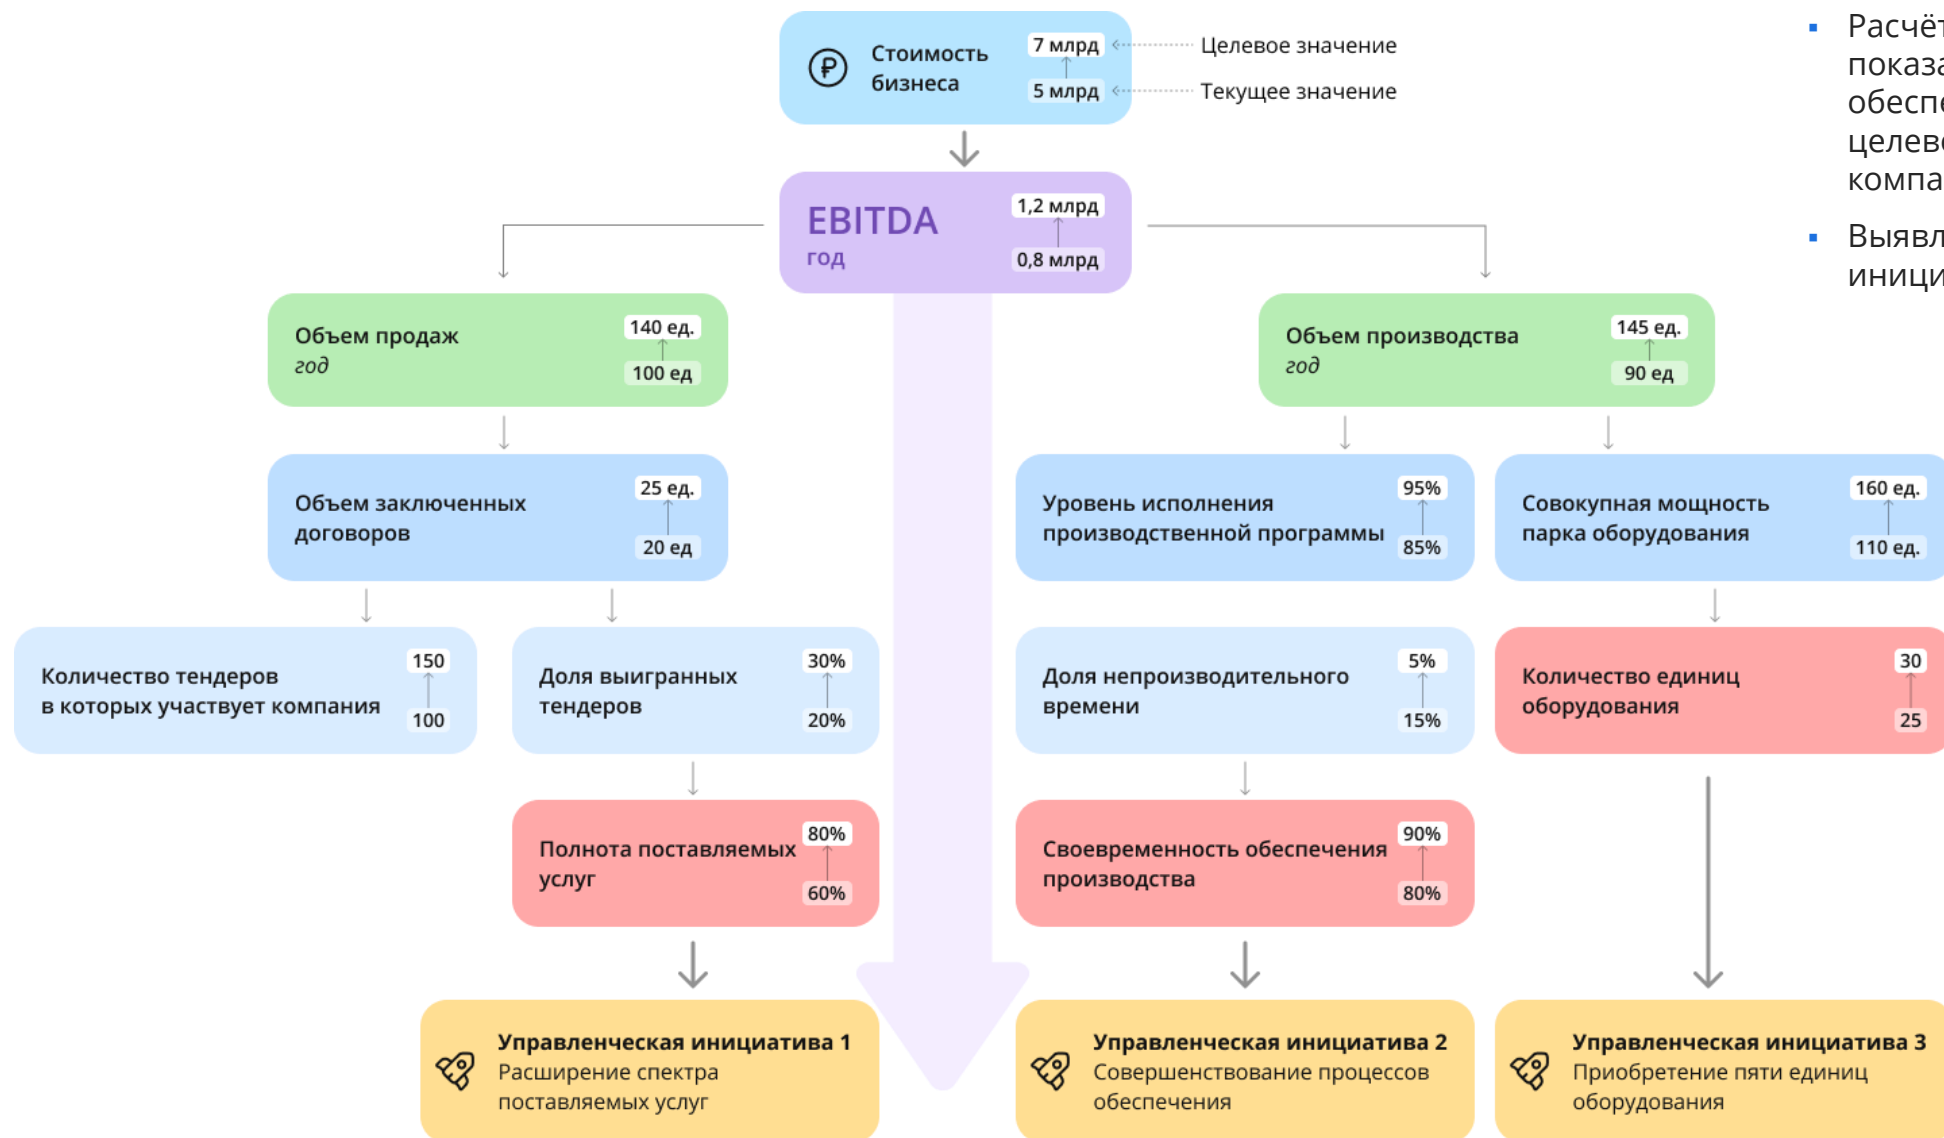 Стоимость
бизнеса
7 млрд
5 млрд
Целевое значение
Текущее значение
EBITDA
год
1,2 млрд
0,8 млрд
Объем продаж
год
140 ед.
100 ед
Объем производства
год
145 ед.
90 ед
Объем заключенных
договоров
25 ед.
20 ед
Уровень исполнения
производственной программы
95%
85%
Совокупная мощность
парка оборудования
160 ед.
110 ед.
Количество тендеров
в которых участвует компания
150
100
Доля выигранных
тендеров
30%
20%
Доля непроизводительного
времени
5%
15%
Количество единиц
оборудования
30
25
Полнота поставляемых
услуг
80%
60%
Своевременность обеспечения
производства
90%
80%
Управленческая инициатива 1
Расширение спектра
поставляемых услуг
Управленческая инициатива 2
Совершенствование процессов
обеспечения
Управленческая инициатива 3
Приобретение пяти единиц
оборудования